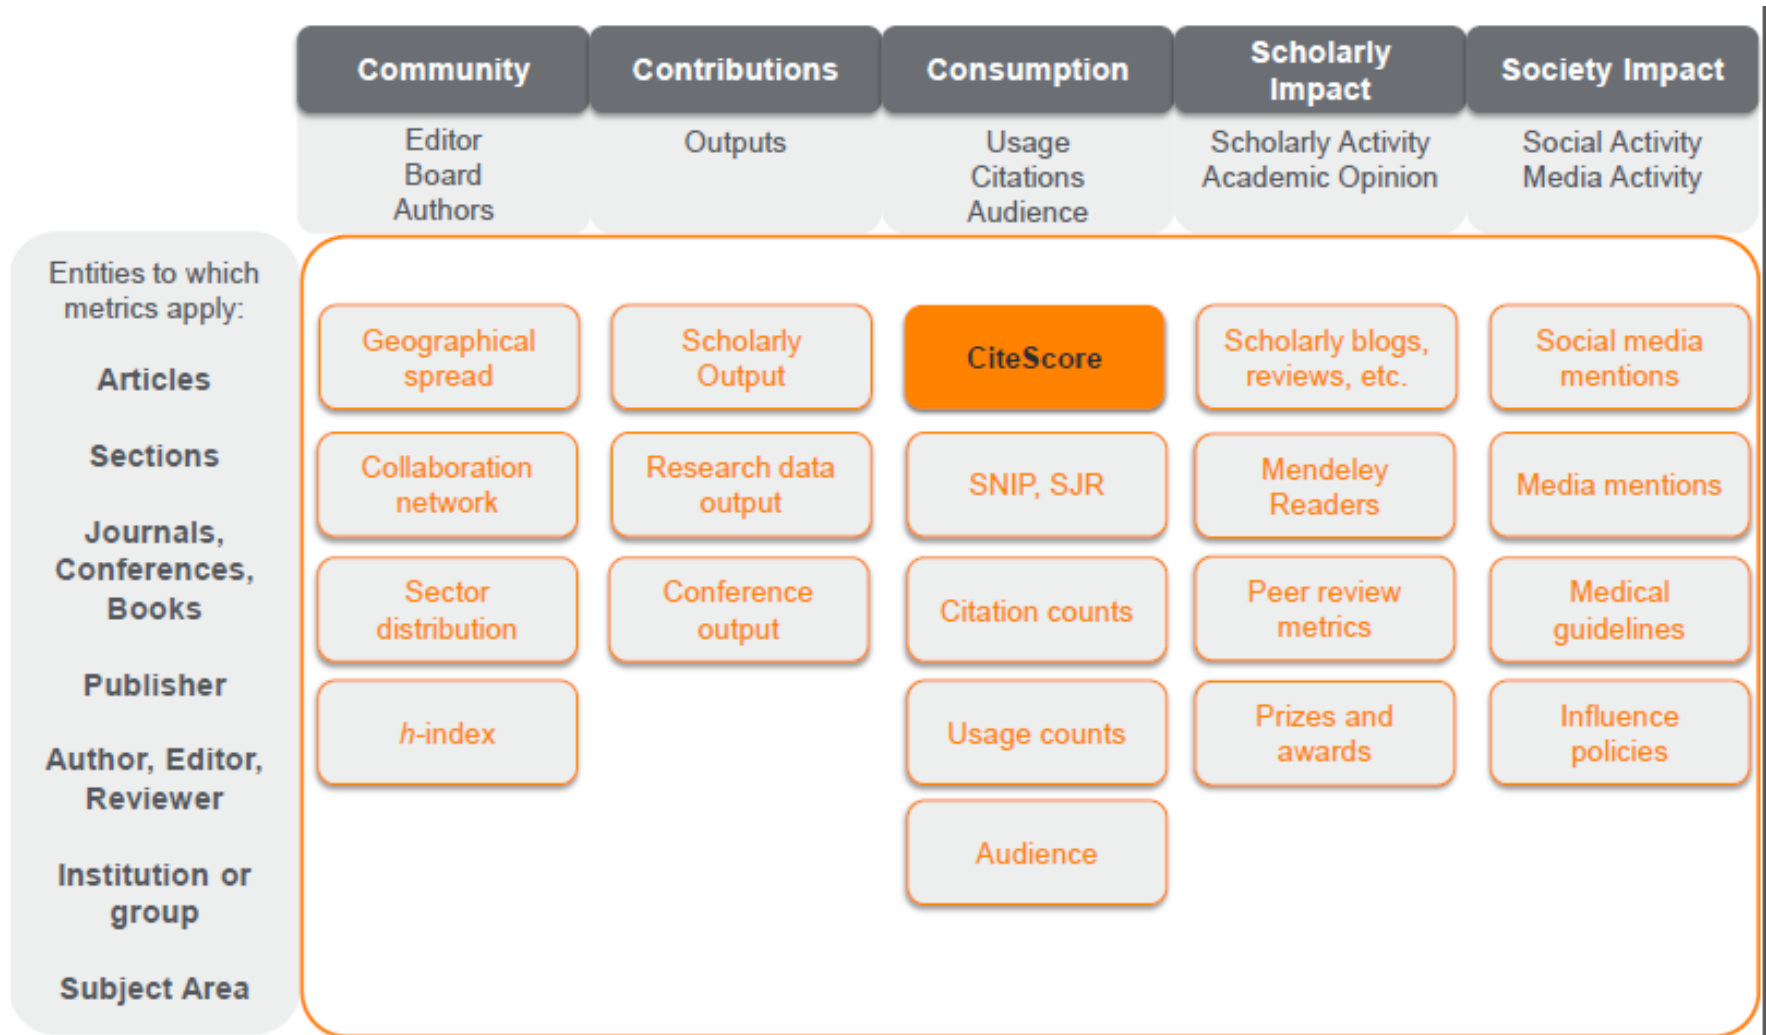 Community
Contributions
Consumption
Scholarly
Impact
Society Impact
Editor
Board
Authors
Outputs
Usage
Citations
Audience
Scholarly Activity
Academic Opinion
Social Activity
Media Activity
Entities to which
metrics apply:
Articles
Sections
Journals,
Conferences,
Books
Publisher
Author, Editor,
Reviewer
Institution or
group
Subject Area
Geographical
spread
Scholarly
Output
CiteScore
Scholarly blogs,
reviews, etc.
Social media
mentions
Collaboration
network
Research data
output
SNIP, SJR
Mendeley
Readers
Media mentions
Sector
distribution
Conference
output
Citation counts
Peer review
metrics
Medical
guidelines
h-index
Usage counts
Prizes and
awards
Influence
policies
Audience